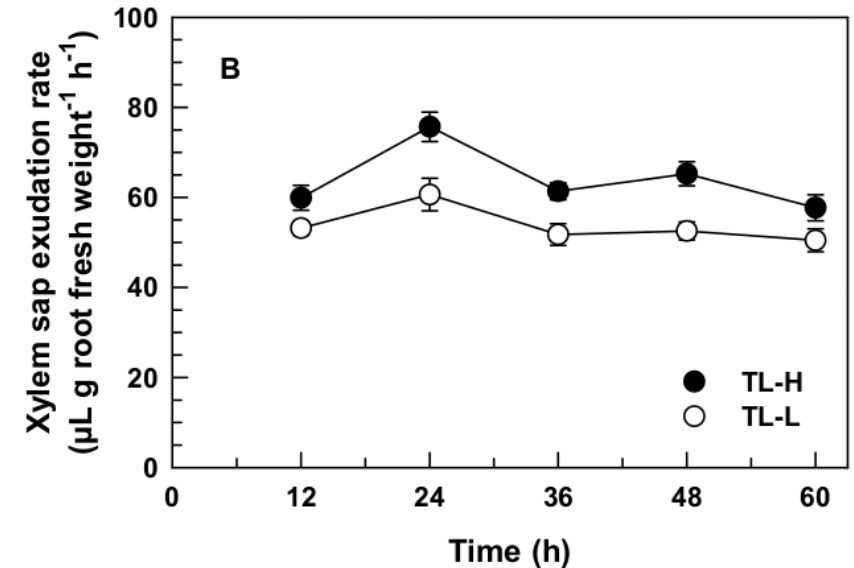 B
Xylem sap exudation rate
(µL g root fresh weight⁻¹ h⁻¹)
100
80
60
40
20
0
TL-H
TL-L
0 12 24 36 48 60
Time (h)